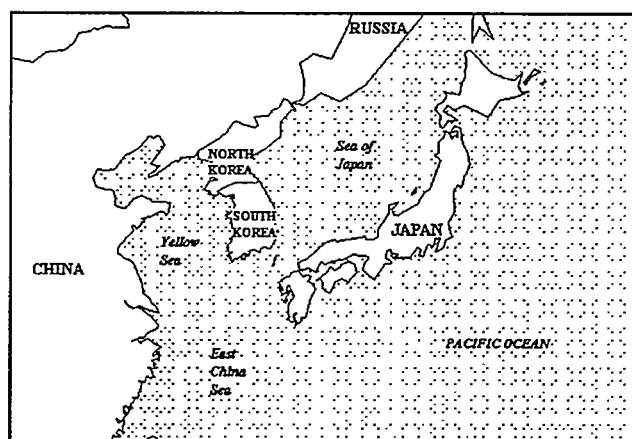 RUSSIA
Sea of
Japan
NORTH
KOREA
SOUTH
KOREA
JAPAN
Yellow
Sea
CHINA
East
China
Sea
PACIFIC OCEAN